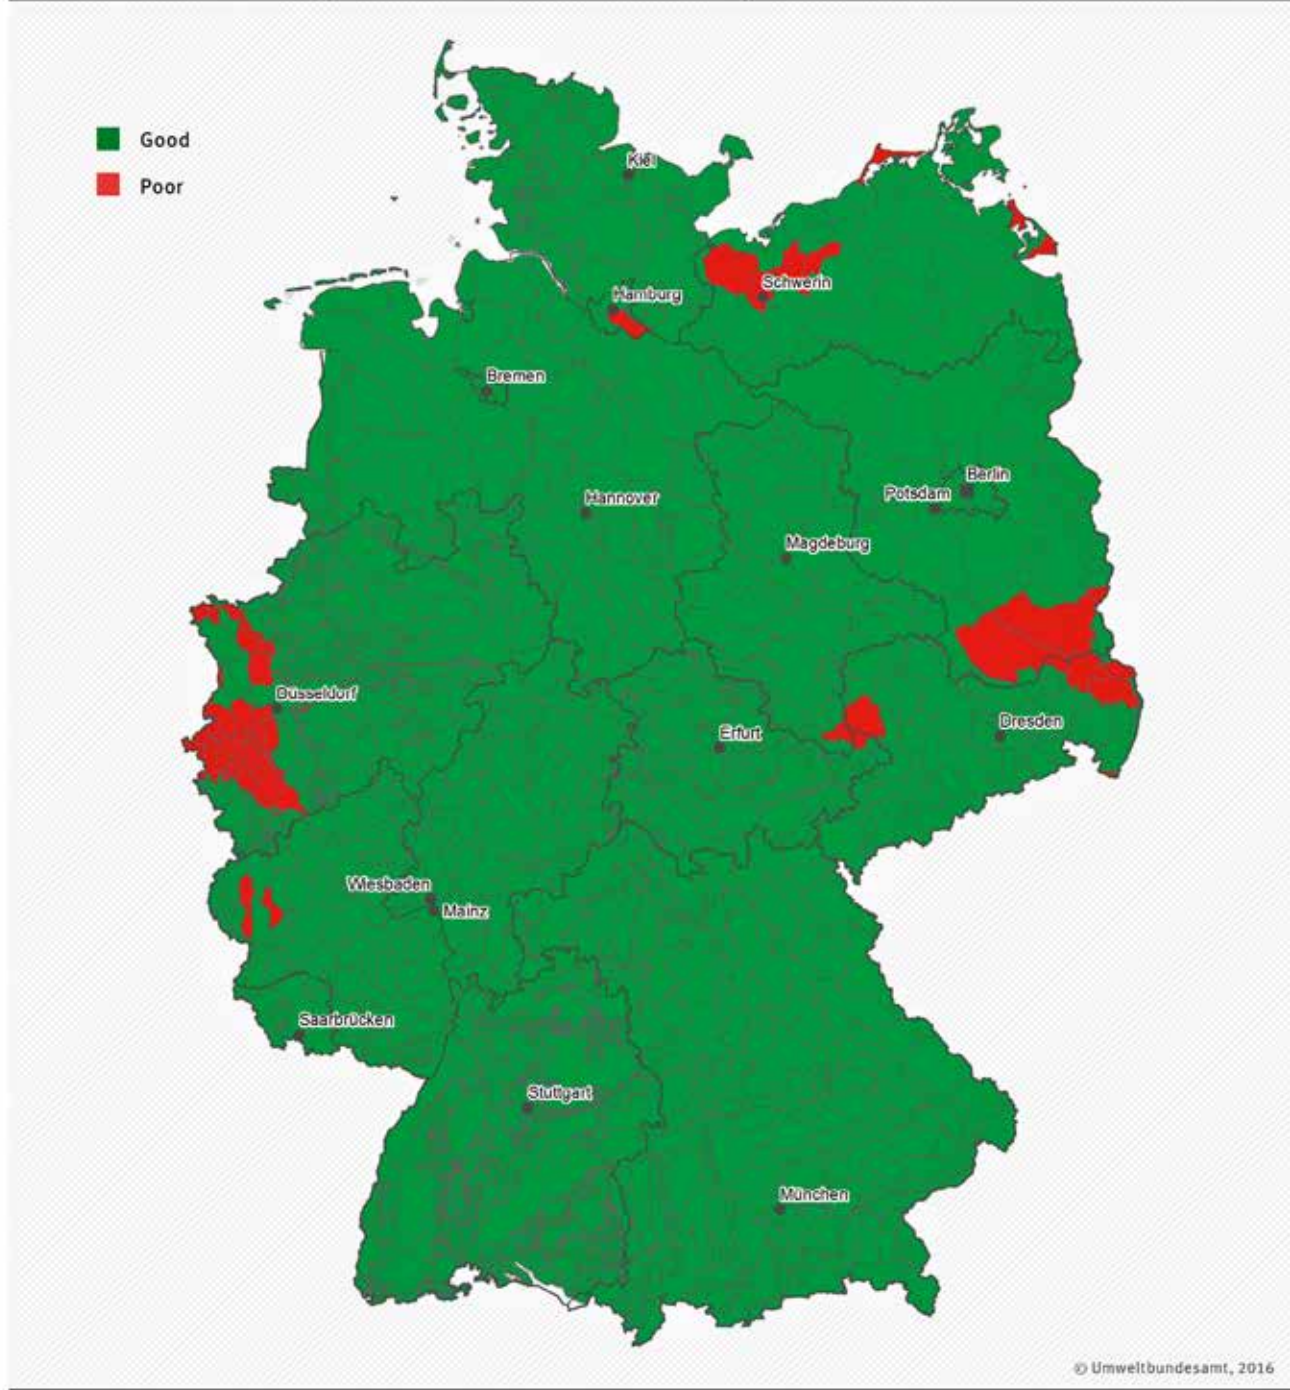 Good
Poor
Kiel
Schwerin
Hamburg
Bremen
Berlin
Potsdam
Hannover
Magdeburg
Düsseldorf
Dresden
Erfurt
Wiesbaden
Mainz
Saarbrücken
Stuttgart
München
© Umweltbundesamt, 2016